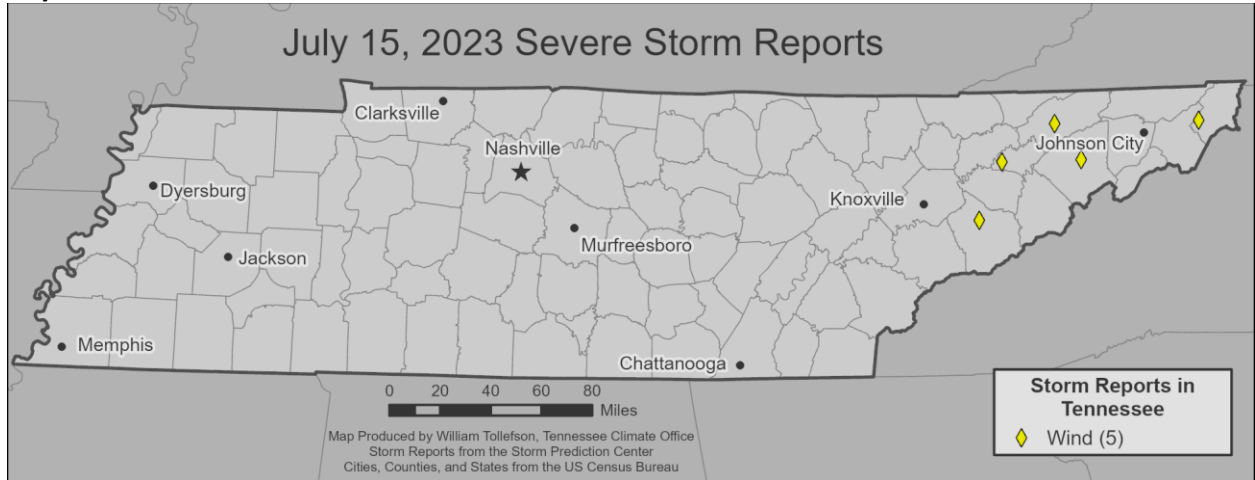 July 15, 2023 Severe Storm Reports
Clarksville
Nashville
Johnson City
Dyersburg
Knoxville
Murfreesboro
Jackson
Memphis
Chattanooga
0 20 40 60 80
Miles
Map Produced by William Tollefson, Tennessee Climate Office
Storm Reports from the Storm Prediction Center
Cities, Counties, and States from the US Census Bureau
Storm Reports in
Tennessee
Wind (5)